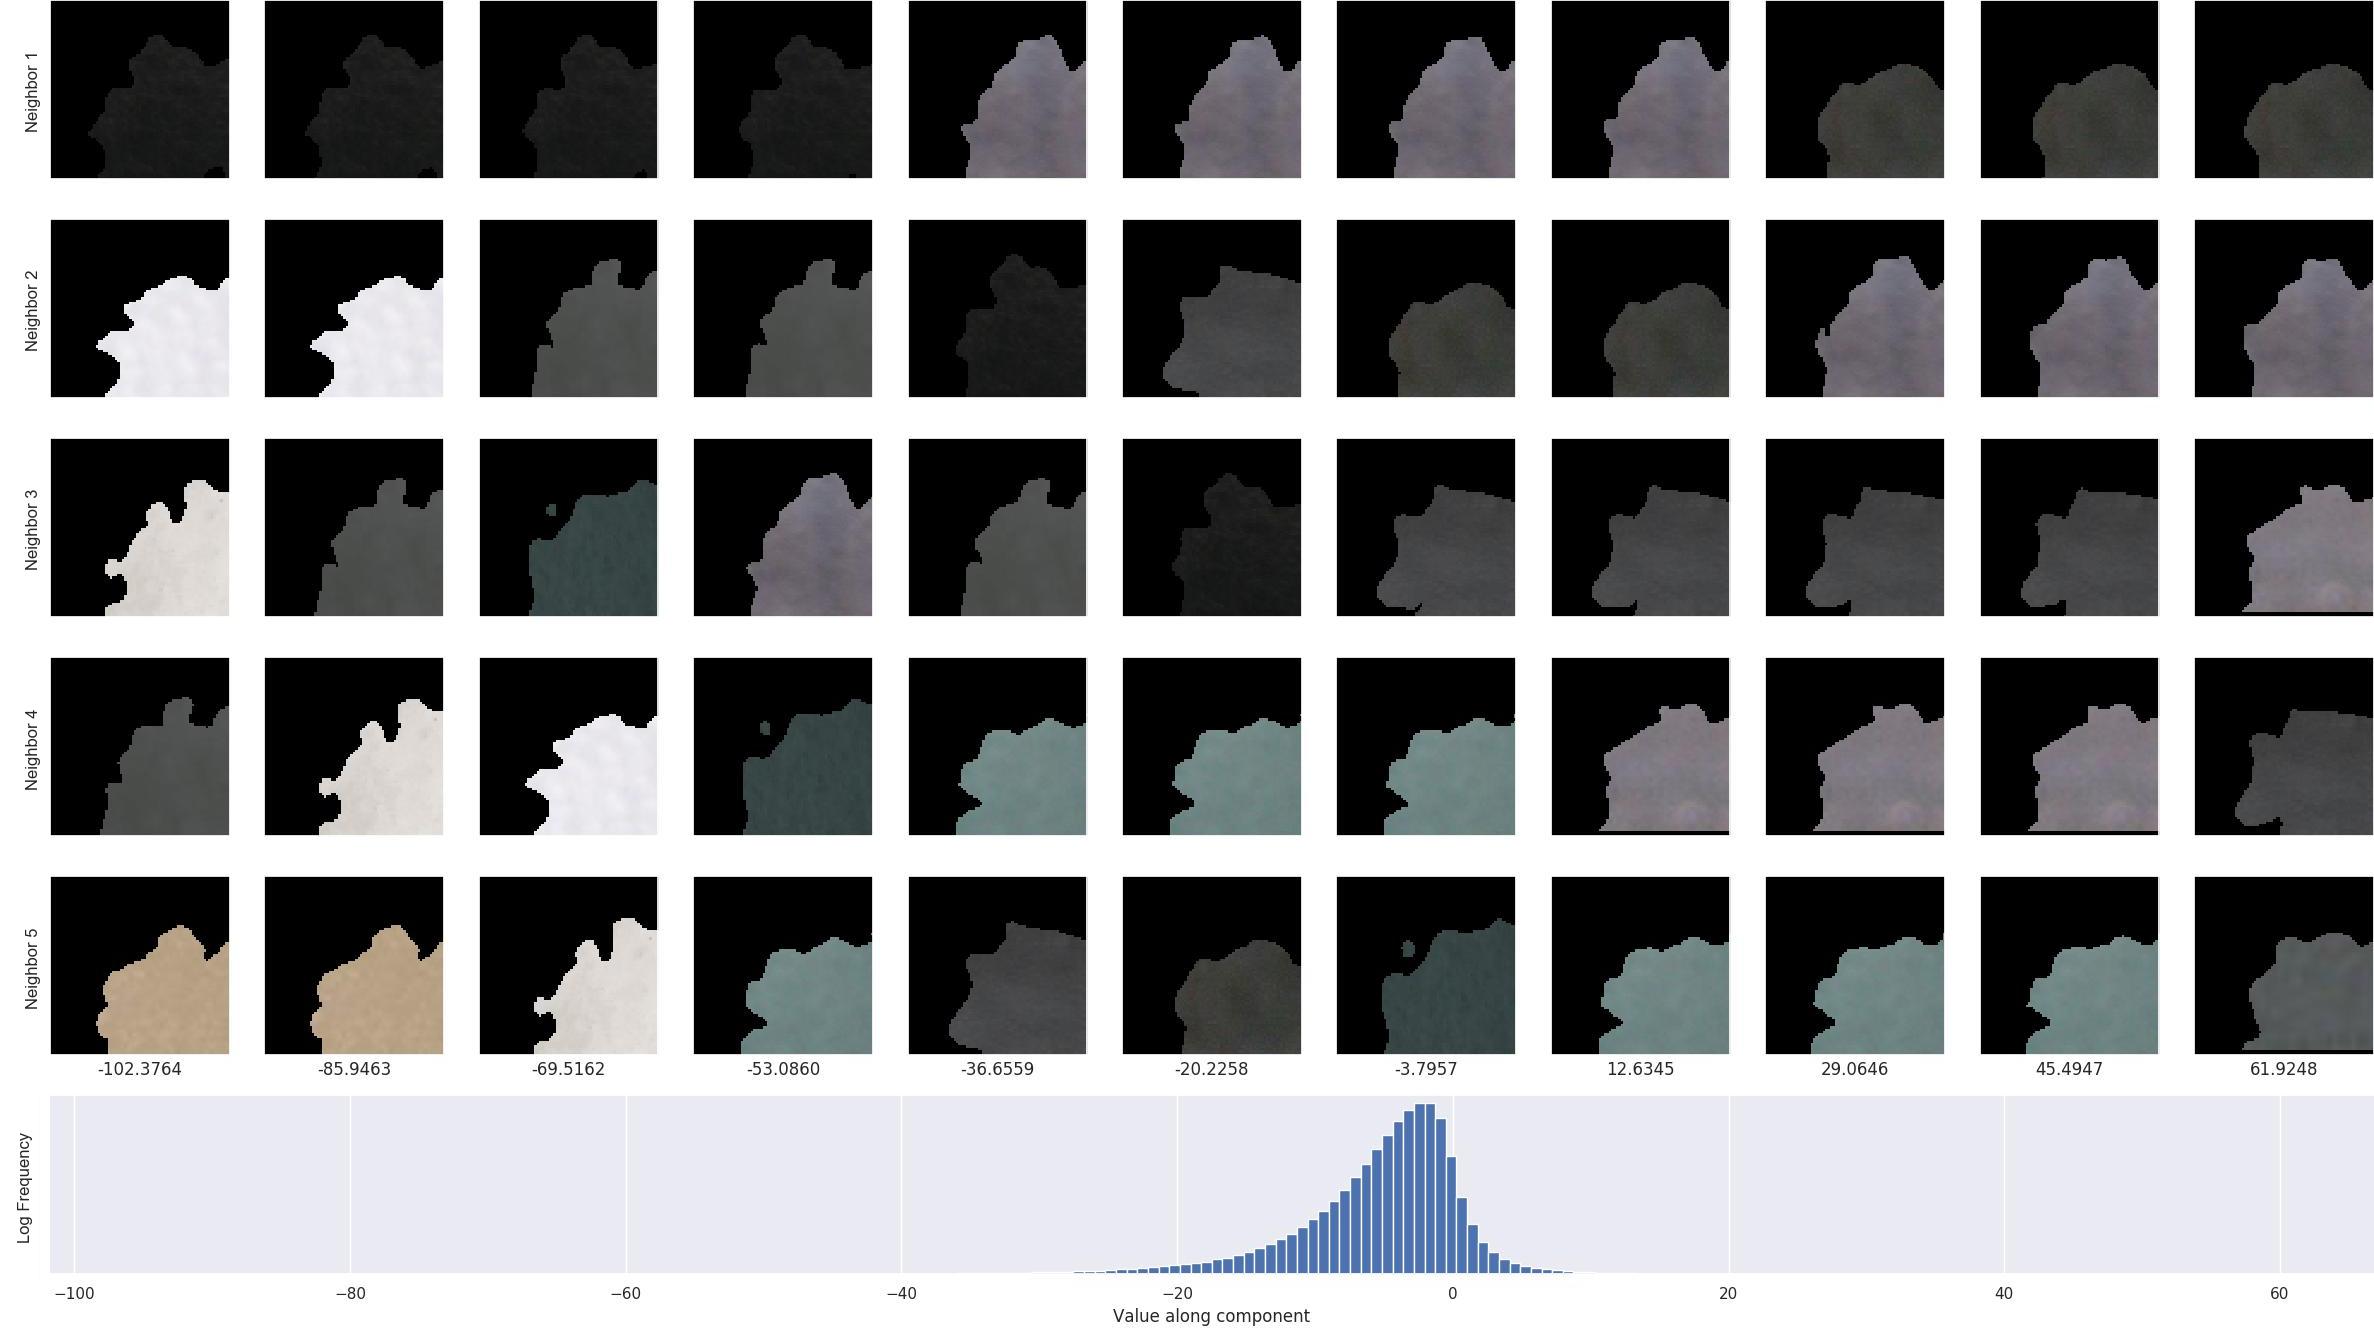 Neighbor 1
Neighbor 2
Neighbor 3
Neighbor 4
Neighbor 5
-102.3764 -85.9463 -69.5162 -53.0860 -36.6559 -20.2258 -3.7957 12.6345 29.0646 45.4947 61.9248
Log Frequency
−100 −80 −60 −40 −20 0 20 40 60
Value along component